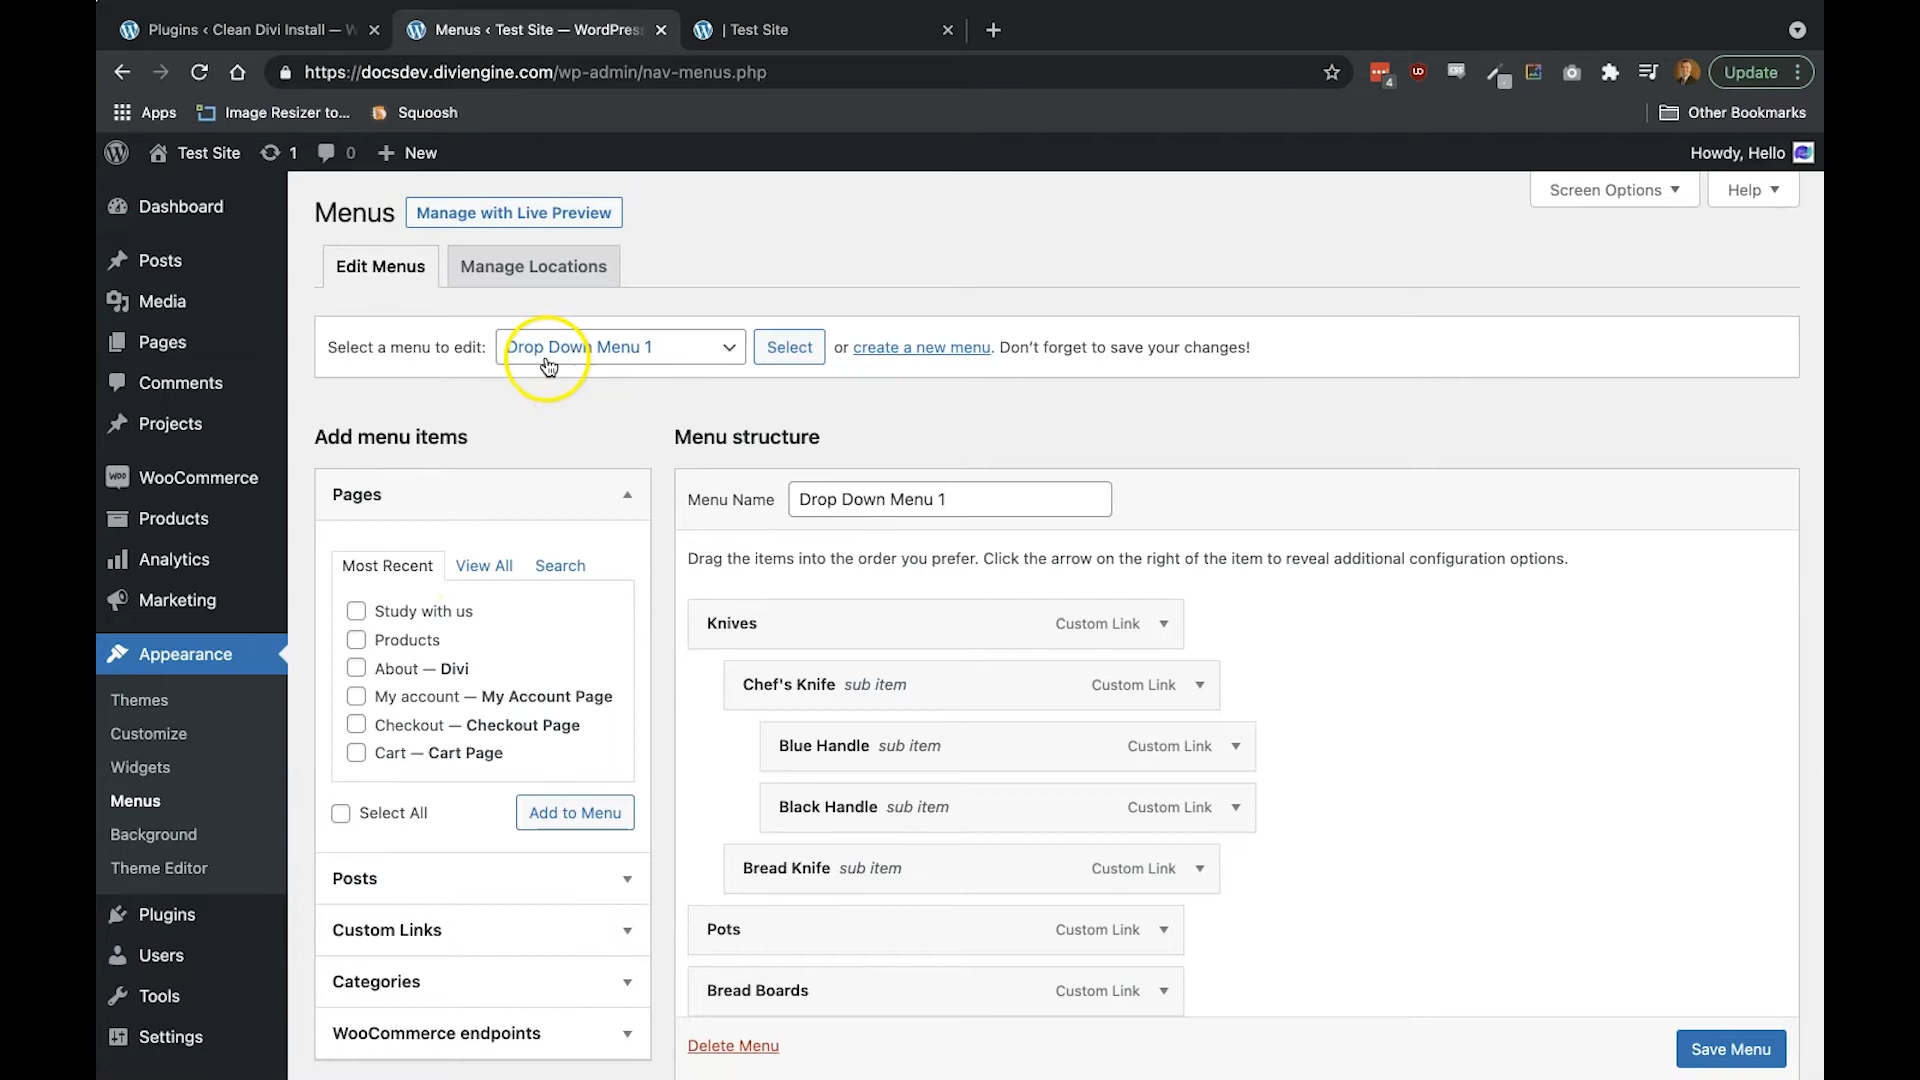 Plugins ‹ Clean Divi Install — W
Menus ‹ Test Site — WordPress
| Test Site
https://docsdev.diviengine.com/wp-admin/nav-menus.php
4
UD
CSS
Update
Apps
Image Resizer to...
Squoosh
Other Bookmarks
Test Site
1
0
New
Howdy, Hello
Screen Options
Help
Dashboard
Posts
Media
Pages
Comments
Projects
WooCommerce
Products
Analytics
Marketing
Appearance
Themes
Customize
Widgets
Menus
Background
Theme Editor
Plugins
Users
Tools
Settings
Menus
Manage with Live Preview
Edit Menus
Manage Locations
Select a menu to edit: Drop Down Menu 1 Select or create a new menu. Don’t forget to save your changes!
Add menu items
Pages
Most Recent
View All
Search
Study with us
Products
About — Divi
My account — My Account Page
Checkout — Checkout Page
Cart — Cart Page
Select All
Add to Menu
Posts
Custom Links
Categories
WooCommerce endpoints
Menu structure
Menu Name Drop Down Menu 1
Drag the items into the order you prefer. Click the arrow on the right of the item to reveal additional configuration options.
Knives Custom Link
Chef's Knife sub item Custom Link
Blue Handle sub item Custom Link
Black Handle sub item Custom Link
Bread Knife sub item Custom Link
Pots Custom Link
Bread Boards Custom Link
Delete Menu
Save Menu